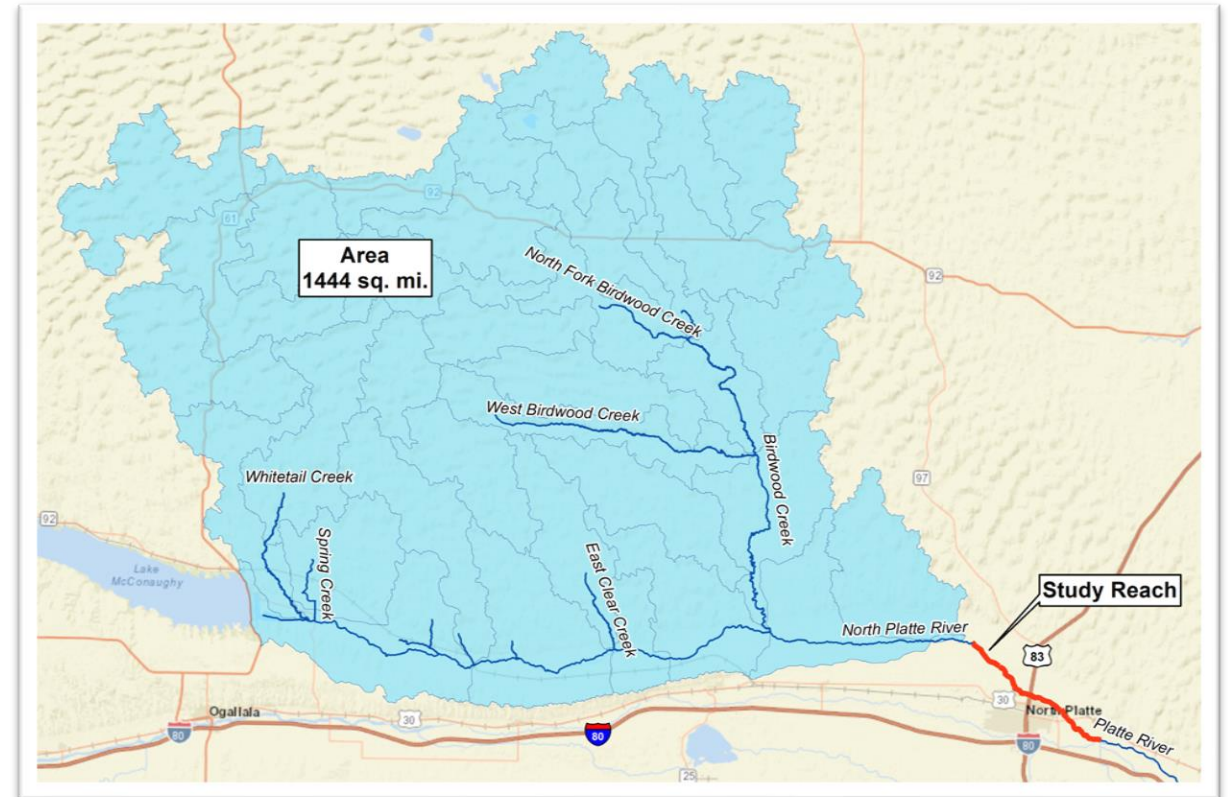 92
61
Area
1444 sq. mi.
North Fork Birdwood Creek
92
West Birdwood Creek
Birdwood Creek
Whitetail Creek
97
92
Spring Creek
East Clear Creek
Lake
McConaughy
Study Reach
North Platte River
83
30
North Platte
Ogallala
30
80
80
80
Platte River
25